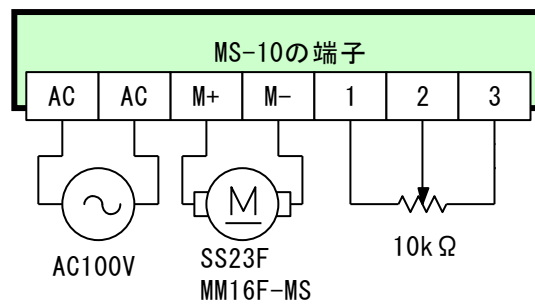 MS-10の端子
AC AC M+ M- 1 2 3
M
AC100V
SS23F
MM16F-MS
10kΩ